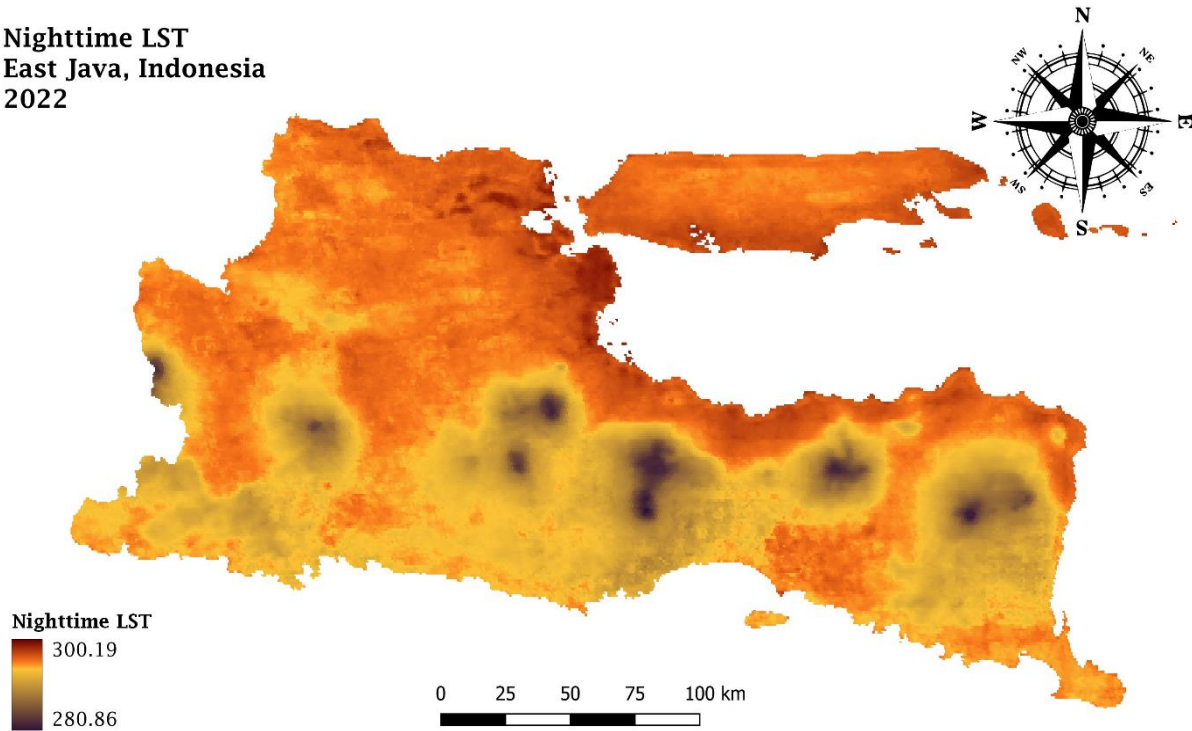 Nighttime LST
East Java, Indonesia
2022
N
NW
NE
W
E
SW
ES
S
Nighttime LST
300.19
280.86
0 25 50 75 100 km